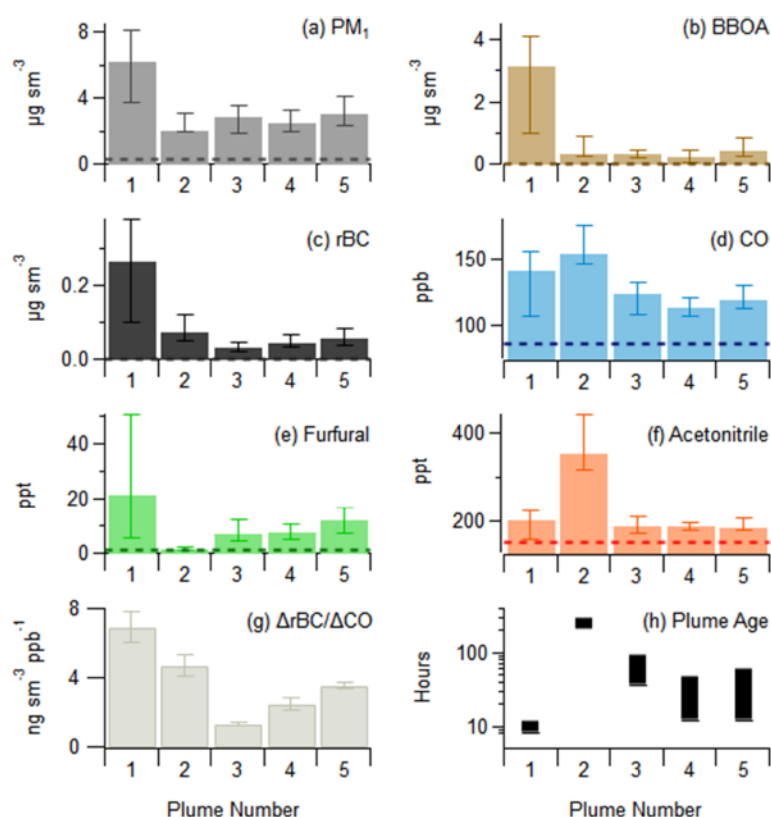 (a) PM₁
μg sm⁻³
8
4
0
1 2 3 4 5
(b) BBOA
μg sm⁻³
4
2
0
1 2 3 4 5
(c) rBC
μg sm⁻³
0.2
0.0
1 2 3 4 5
(d) CO
ppb
150
100
1 2 3 4 5
(e) Furfural
ppt
40
20
0
1 2 3 4 5
(f) Acetonitrile
ppt
400
200
1 2 3 4 5
(g) ΔrBC/ΔCO
ng sm⁻³ ppb⁻¹
8
4
0
1 2 3 4 5
Plume Number
(h) Plume Age
Hours
100
10
1 2 3 4 5
Plume Number